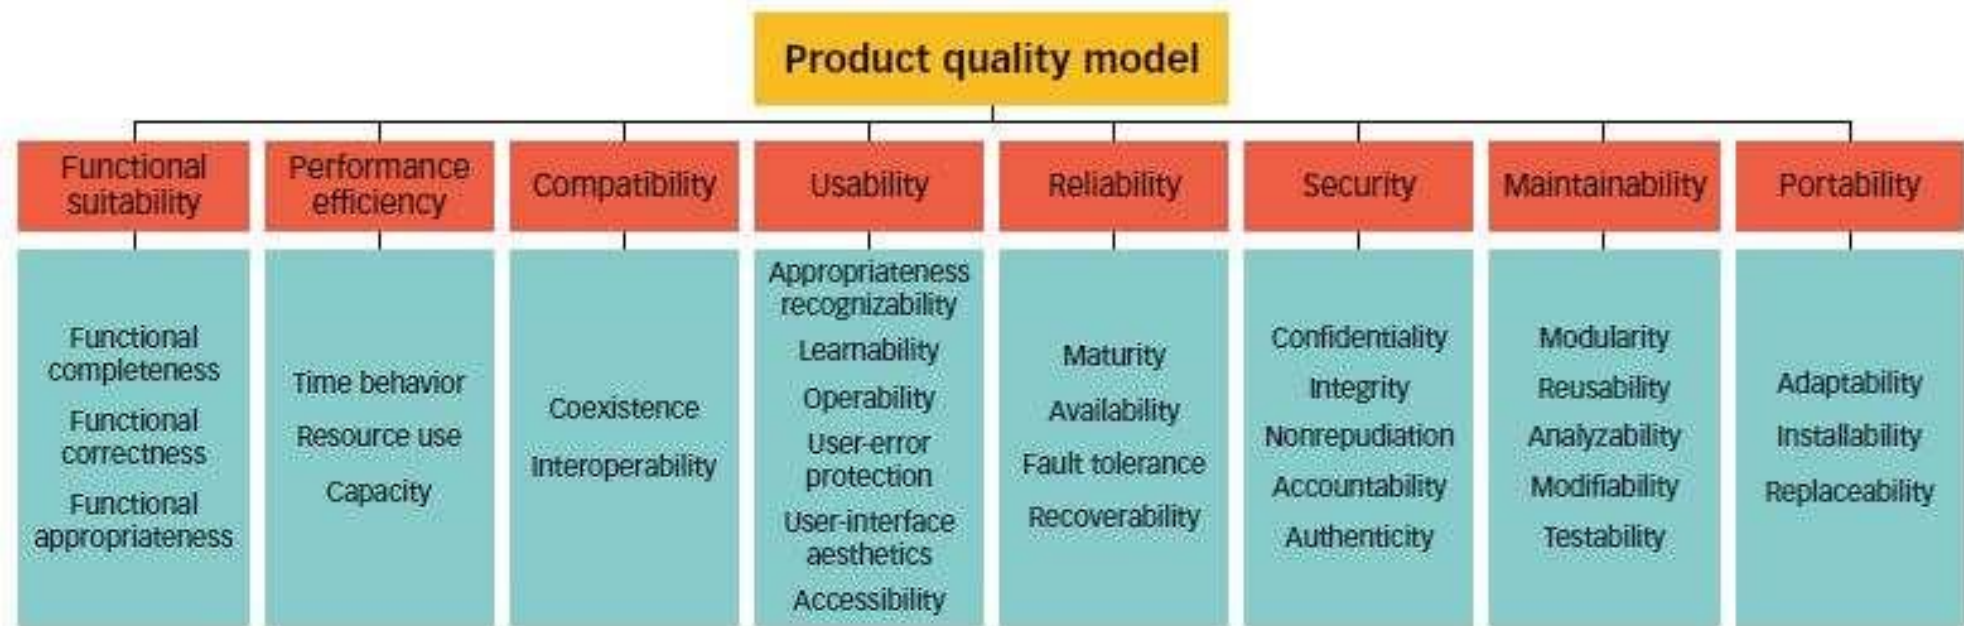 Product quality model
Functional
suitability
Performance
efficiency
Compatibility
Usability
Reliability
Security
Maintainability
Portability
Functional
completeness
Functional
correctness
Functional
appropriateness
Time behavior
Resource use
Capacity
Coexistence
Interoperability
Appropriateness
recognizability
Learnability
Operability
User-error
protection
User-interface
aesthetics
Accessibility
Maturity
Availability
Fault tolerance
Recoverability
Confidentiality
Integrity
Nonrepudiation
Accountability
Authenticity
Modularity
Reusability
Analyzability
Modifiability
Testability
Adaptability
Installability
Replaceability